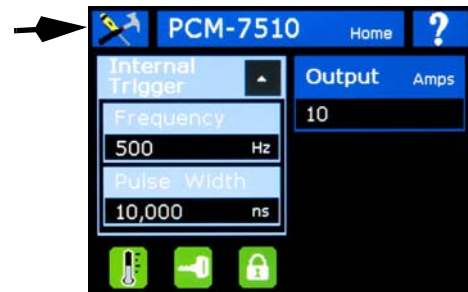 PCM-7510 Home ?
Internal
Trigger
Frequency
500 Hz
Pulse Width
10,000 ns
Output Amps
10